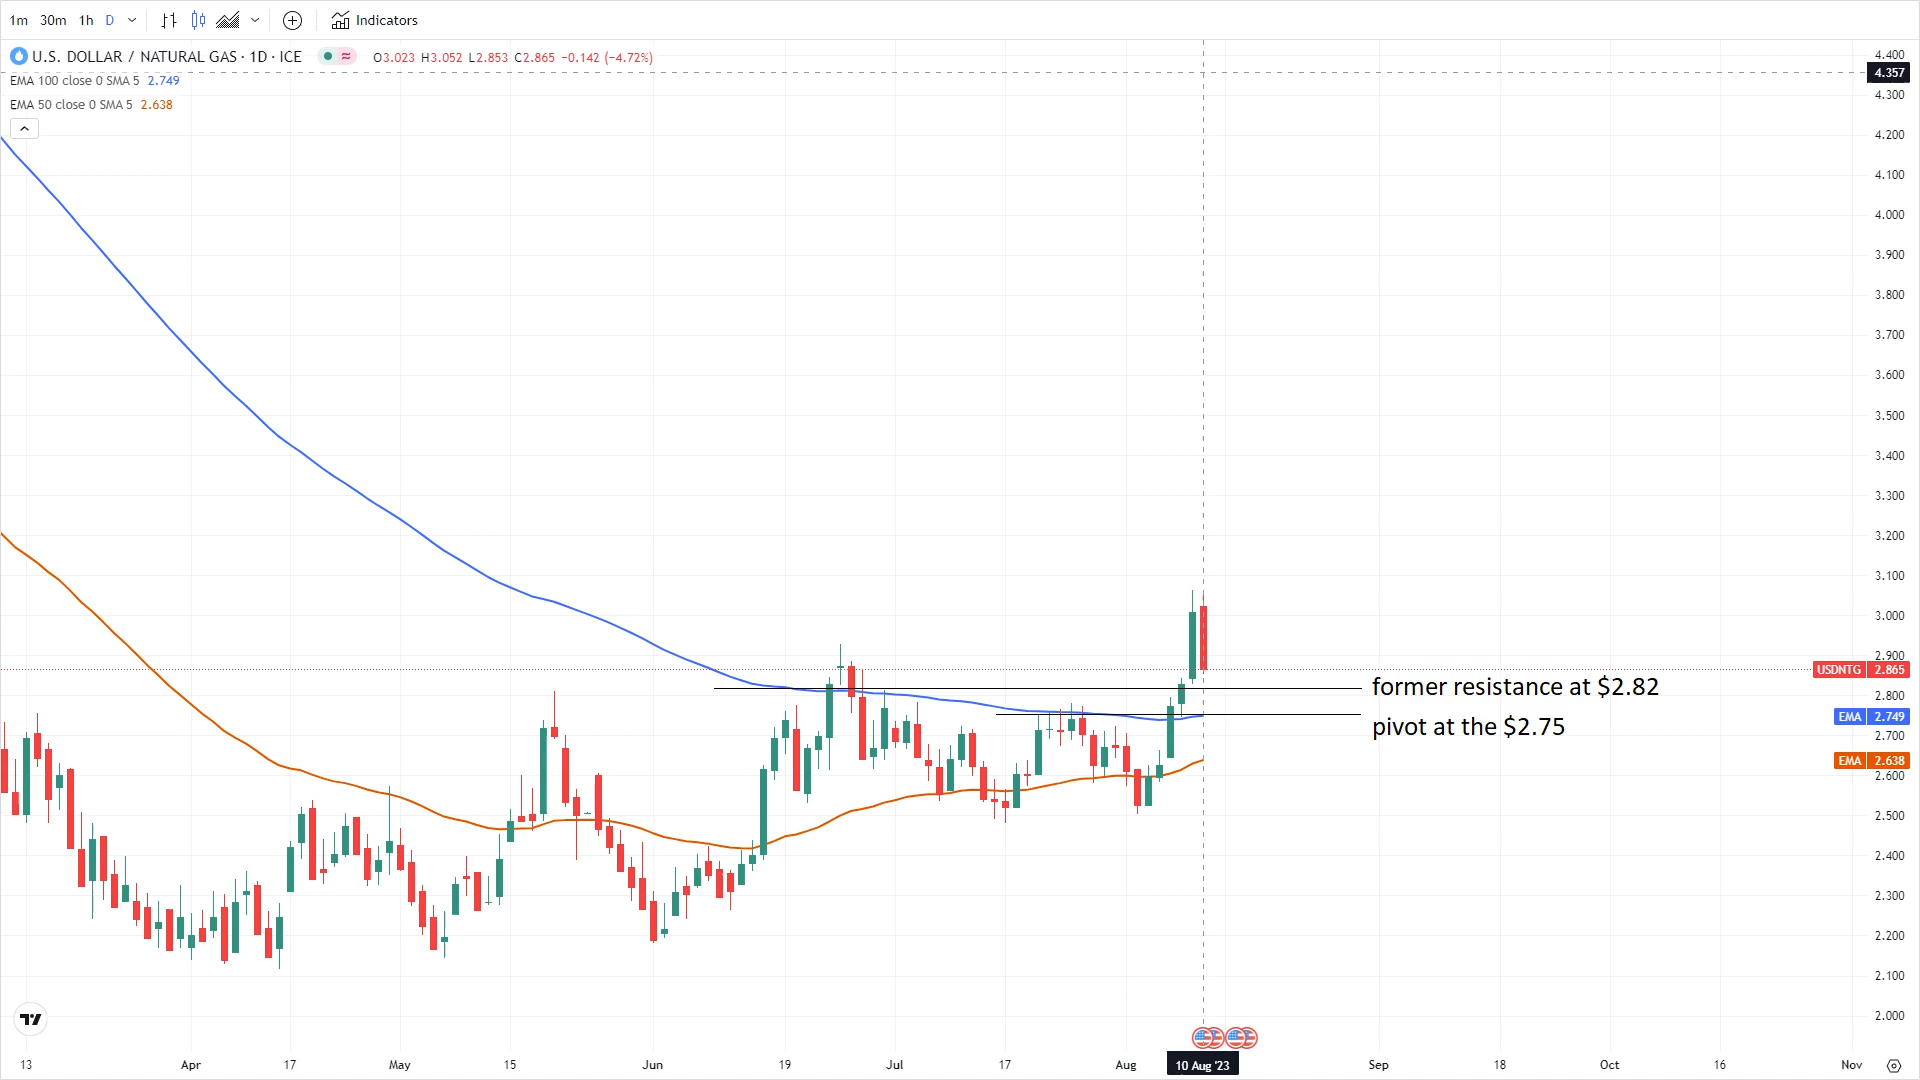 1m 30m 1h D Indicators
U.S. DOLLAR / NATURAL GAS · 1D · ICE O3.023 H3.052 L2.853 C2.865 −0.142 (−4.72%)
EMA 100 close 0 SMA 5 2.749
EMA 50 close 0 SMA 5 2.638
4.400
4.357
4.300
4.200
4.100
4.000
3.900
3.800
3.700
3.600
3.500
3.400
3.300
3.200
3.100
3.000
2.900
USDNTG 2.865
former resistance at $2.82
2.800
EMA 2.749
pivot at the $2.75
2.700
EMA 2.638
2.600
2.500
2.400
2.300
2.200
2.100
2.000
13 Apr 17 May 15 Jun 19 Jul 17 Aug 10 Aug '23 Sep 18 Oct 16 Nov